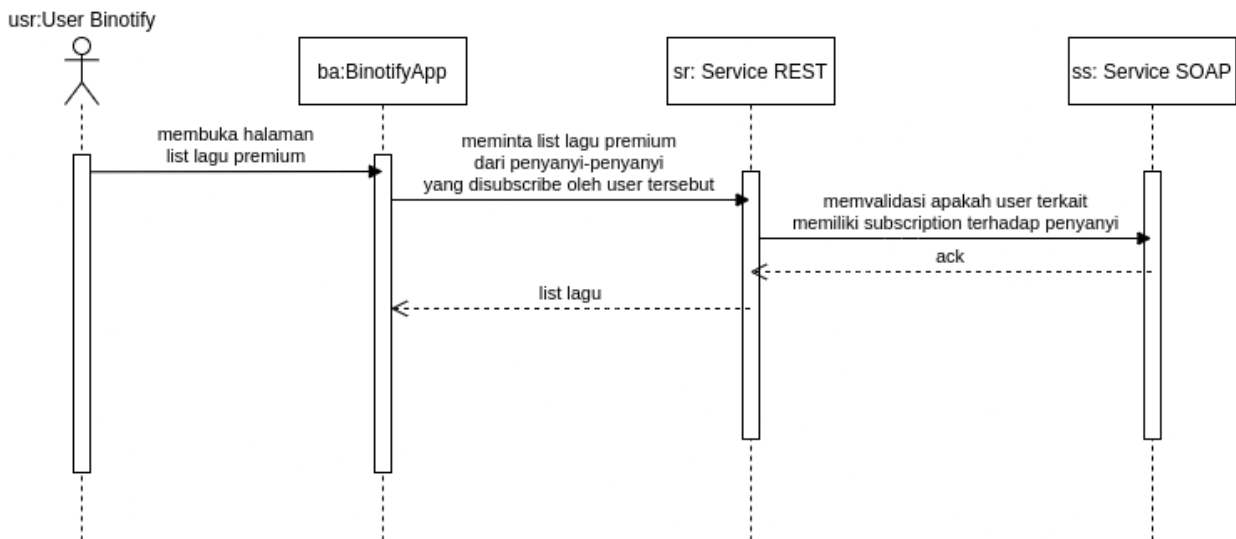 usr:User Binotify
ba:BinotifyApp
sr: Service REST
ss: Service SOAP
membuka halaman
list lagu premium
meminta list lagu premium
dari penyanyi-penyanyi
yang disubscribe oleh user tersebut
memvalidasi apakah user terkait
memiliki subscription terhadap penyanyi
ack
list lagu